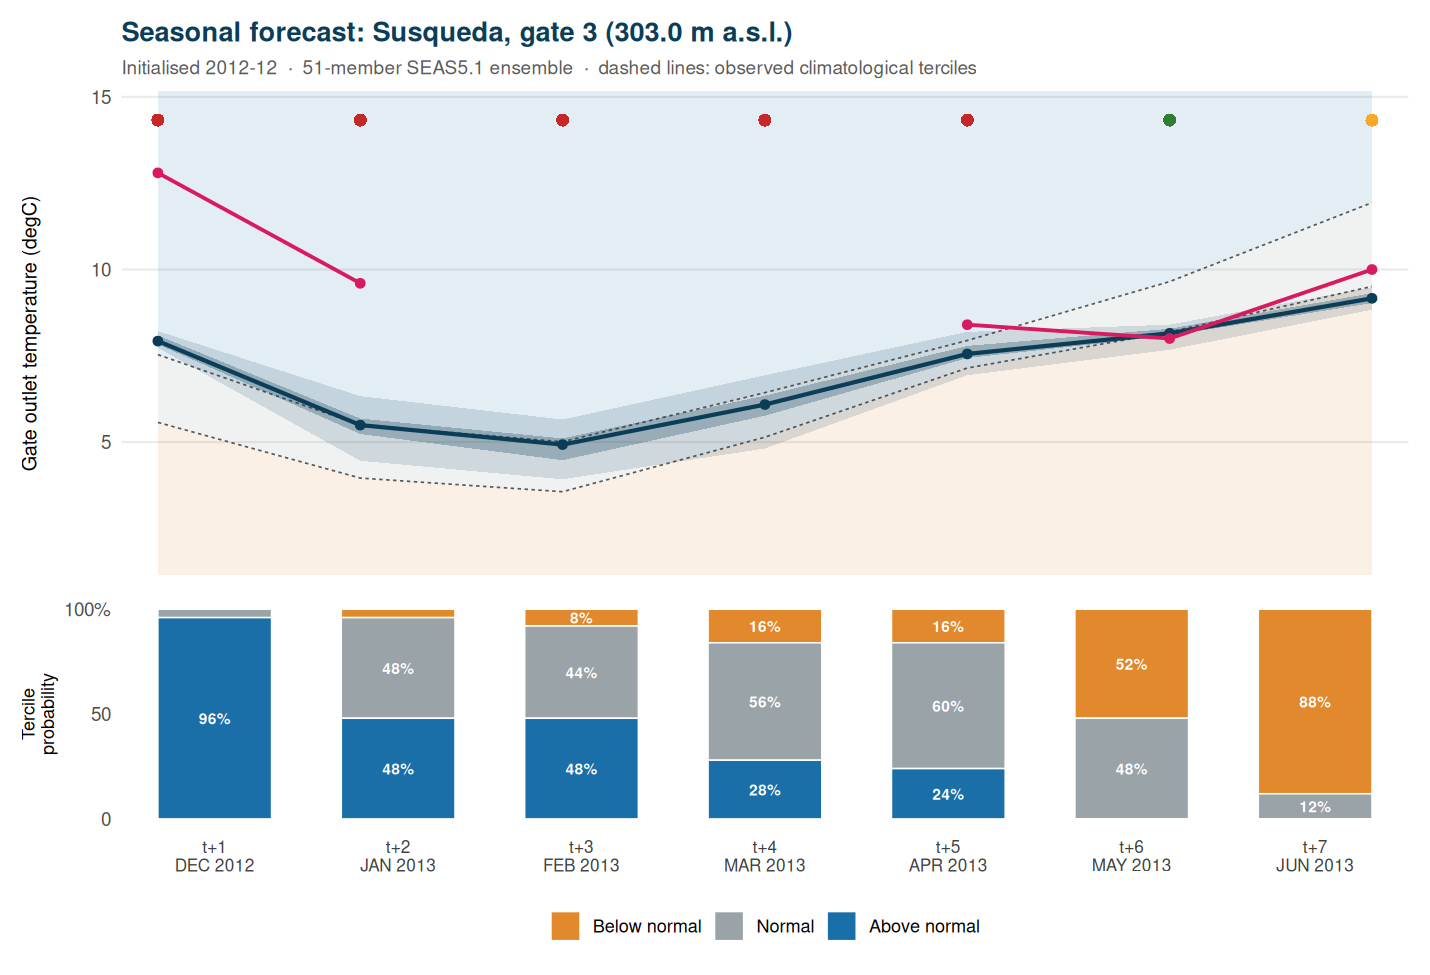 Seasonal forecast: Susqueda, gate 3 (303.0 m a.s.l.)
Initialised 2012-12 · 51-member SEAS5.1 ensemble · dashed lines: observed climatological terciles
Gate outlet temperature (degC)
15
10
5
Tercile
probability
100%
50
0
96%
48%
48%
8%
44%
48%
16%
56%
28%
16%
60%
24%
52%
48%
88%
12%
t+1
DEC 2012
t+2
JAN 2013
t+3
FEB 2013
t+4
MAR 2013
t+5
APR 2013
t+6
MAY 2013
t+7
JUN 2013
Below normal
Normal
Above normal